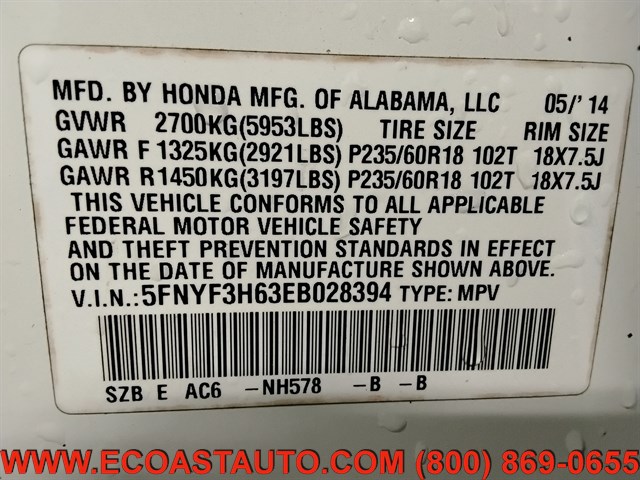 MFD. BY HONDA MFG. OF ALABAMA, LLC 05/' 14
GVWR 2700KG(5953LBS) TIRE SIZE RIM SIZE
GAWR F 1325KG(2921LBS) P235/60R18 102T 18X7.5J
GAWR R 1450KG(3197LBS) P235/60R18 102T 18X7.5J
THIS VEHICLE CONFORMS TO ALL APPLICABLE
FEDERAL MOTOR VEHICLE SAFETY
AND THEFT PREVENTION STANDARDS IN EFFECT
ON THE DATE OF MANUFACTURE SHOWN ABOVE.
V.I.N.:5FNYF3H63EB028394 TYPE: MPV
SZB E AC6 -NH578 -B -B
WWW.ECOASTAUTO.COM (800) 869-0655